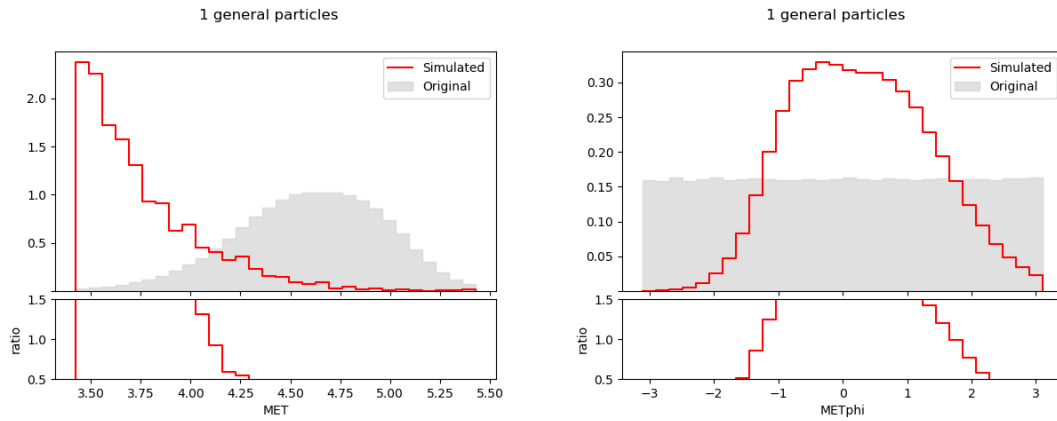 1 general particles
Simulated
Original
2.0
1.5
1.0
0.5
1.5
1.0
0.5
ratio
3.50 3.75 4.00 4.25 4.50 4.75 5.00 5.25 5.50
MET
1 general particles
Simulated
Original
0.30
0.25
0.20
0.15
0.10
0.05
1.5
1.0
0.5
ratio
−3 −2 −1 0 1 2 3
METphi